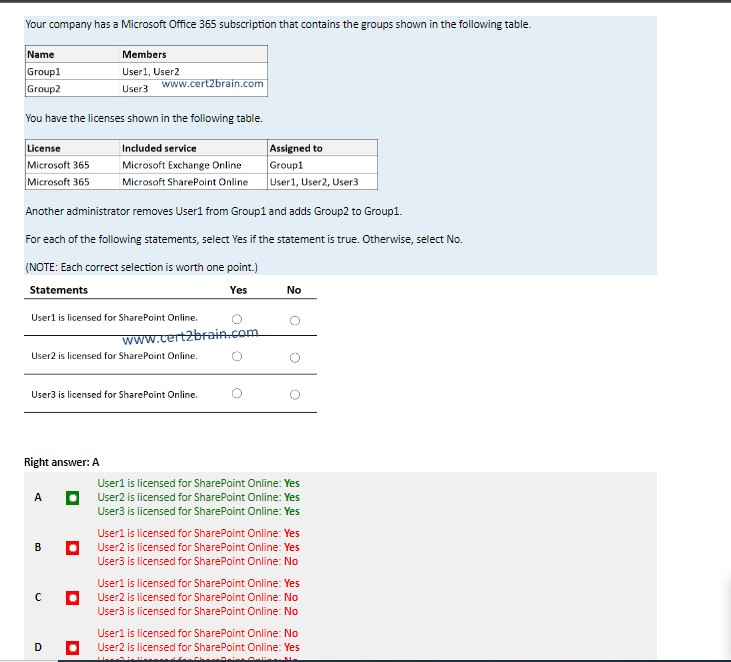 Your company has a Microsoft Office 365 subscription that contains the groups shown in the following table.
Name Members
Group1 User1, User2
Group2 User3 www.cert2brain.com
You have the licenses shown in the following table.
License Included service Assigned to
Microsoft 365 Microsoft Exchange Online Group1
Microsoft 365 Microsoft SharePoint Online User1, User2, User3
Another administrator removes User1 from Group1 and adds Group2 to Group1.
For each of the following statements, select Yes if the statement is true. Otherwise, select No.
(NOTE: Each correct selection is worth one point.)
Statements Yes No
User1 is licensed for SharePoint Online.
www.cert2brain.com
User2 is licensed for SharePoint Online.
User3 is licensed for SharePoint Online.
Right answer: A
User1 is licensed for SharePoint Online: Yes
A User2 is licensed for SharePoint Online: Yes
User3 is licensed for SharePoint Online: Yes
User1 is licensed for SharePoint Online: Yes
B User2 is licensed for SharePoint Online: Yes
User3 is licensed for SharePoint Online: No
User1 is licensed for SharePoint Online: Yes
C User2 is licensed for SharePoint Online: No
User3 is licensed for SharePoint Online: No
User1 is licensed for SharePoint Online: No
D User2 is licensed for SharePoint Online: Yes